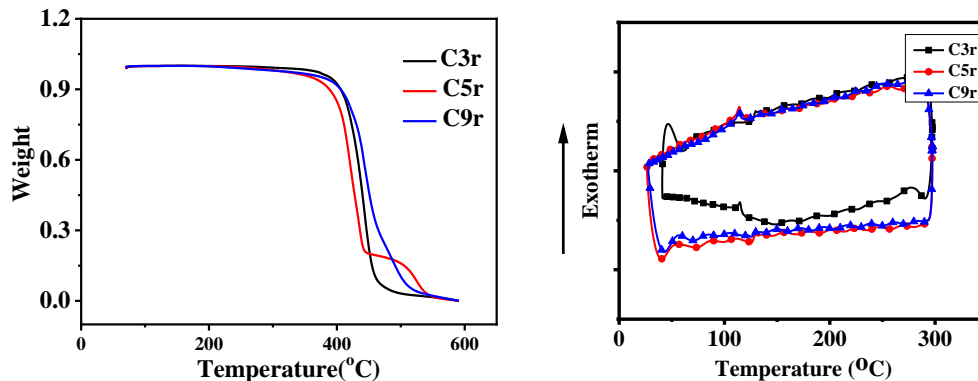 1.2
0.9
0.6
0.3
0.0
Weight
0
200
400
600
Temperature(°C)
C3r
C5r
C9r
Exotherm
0
100
200
300
Temperature (°C)
C3r
C5r
C9r